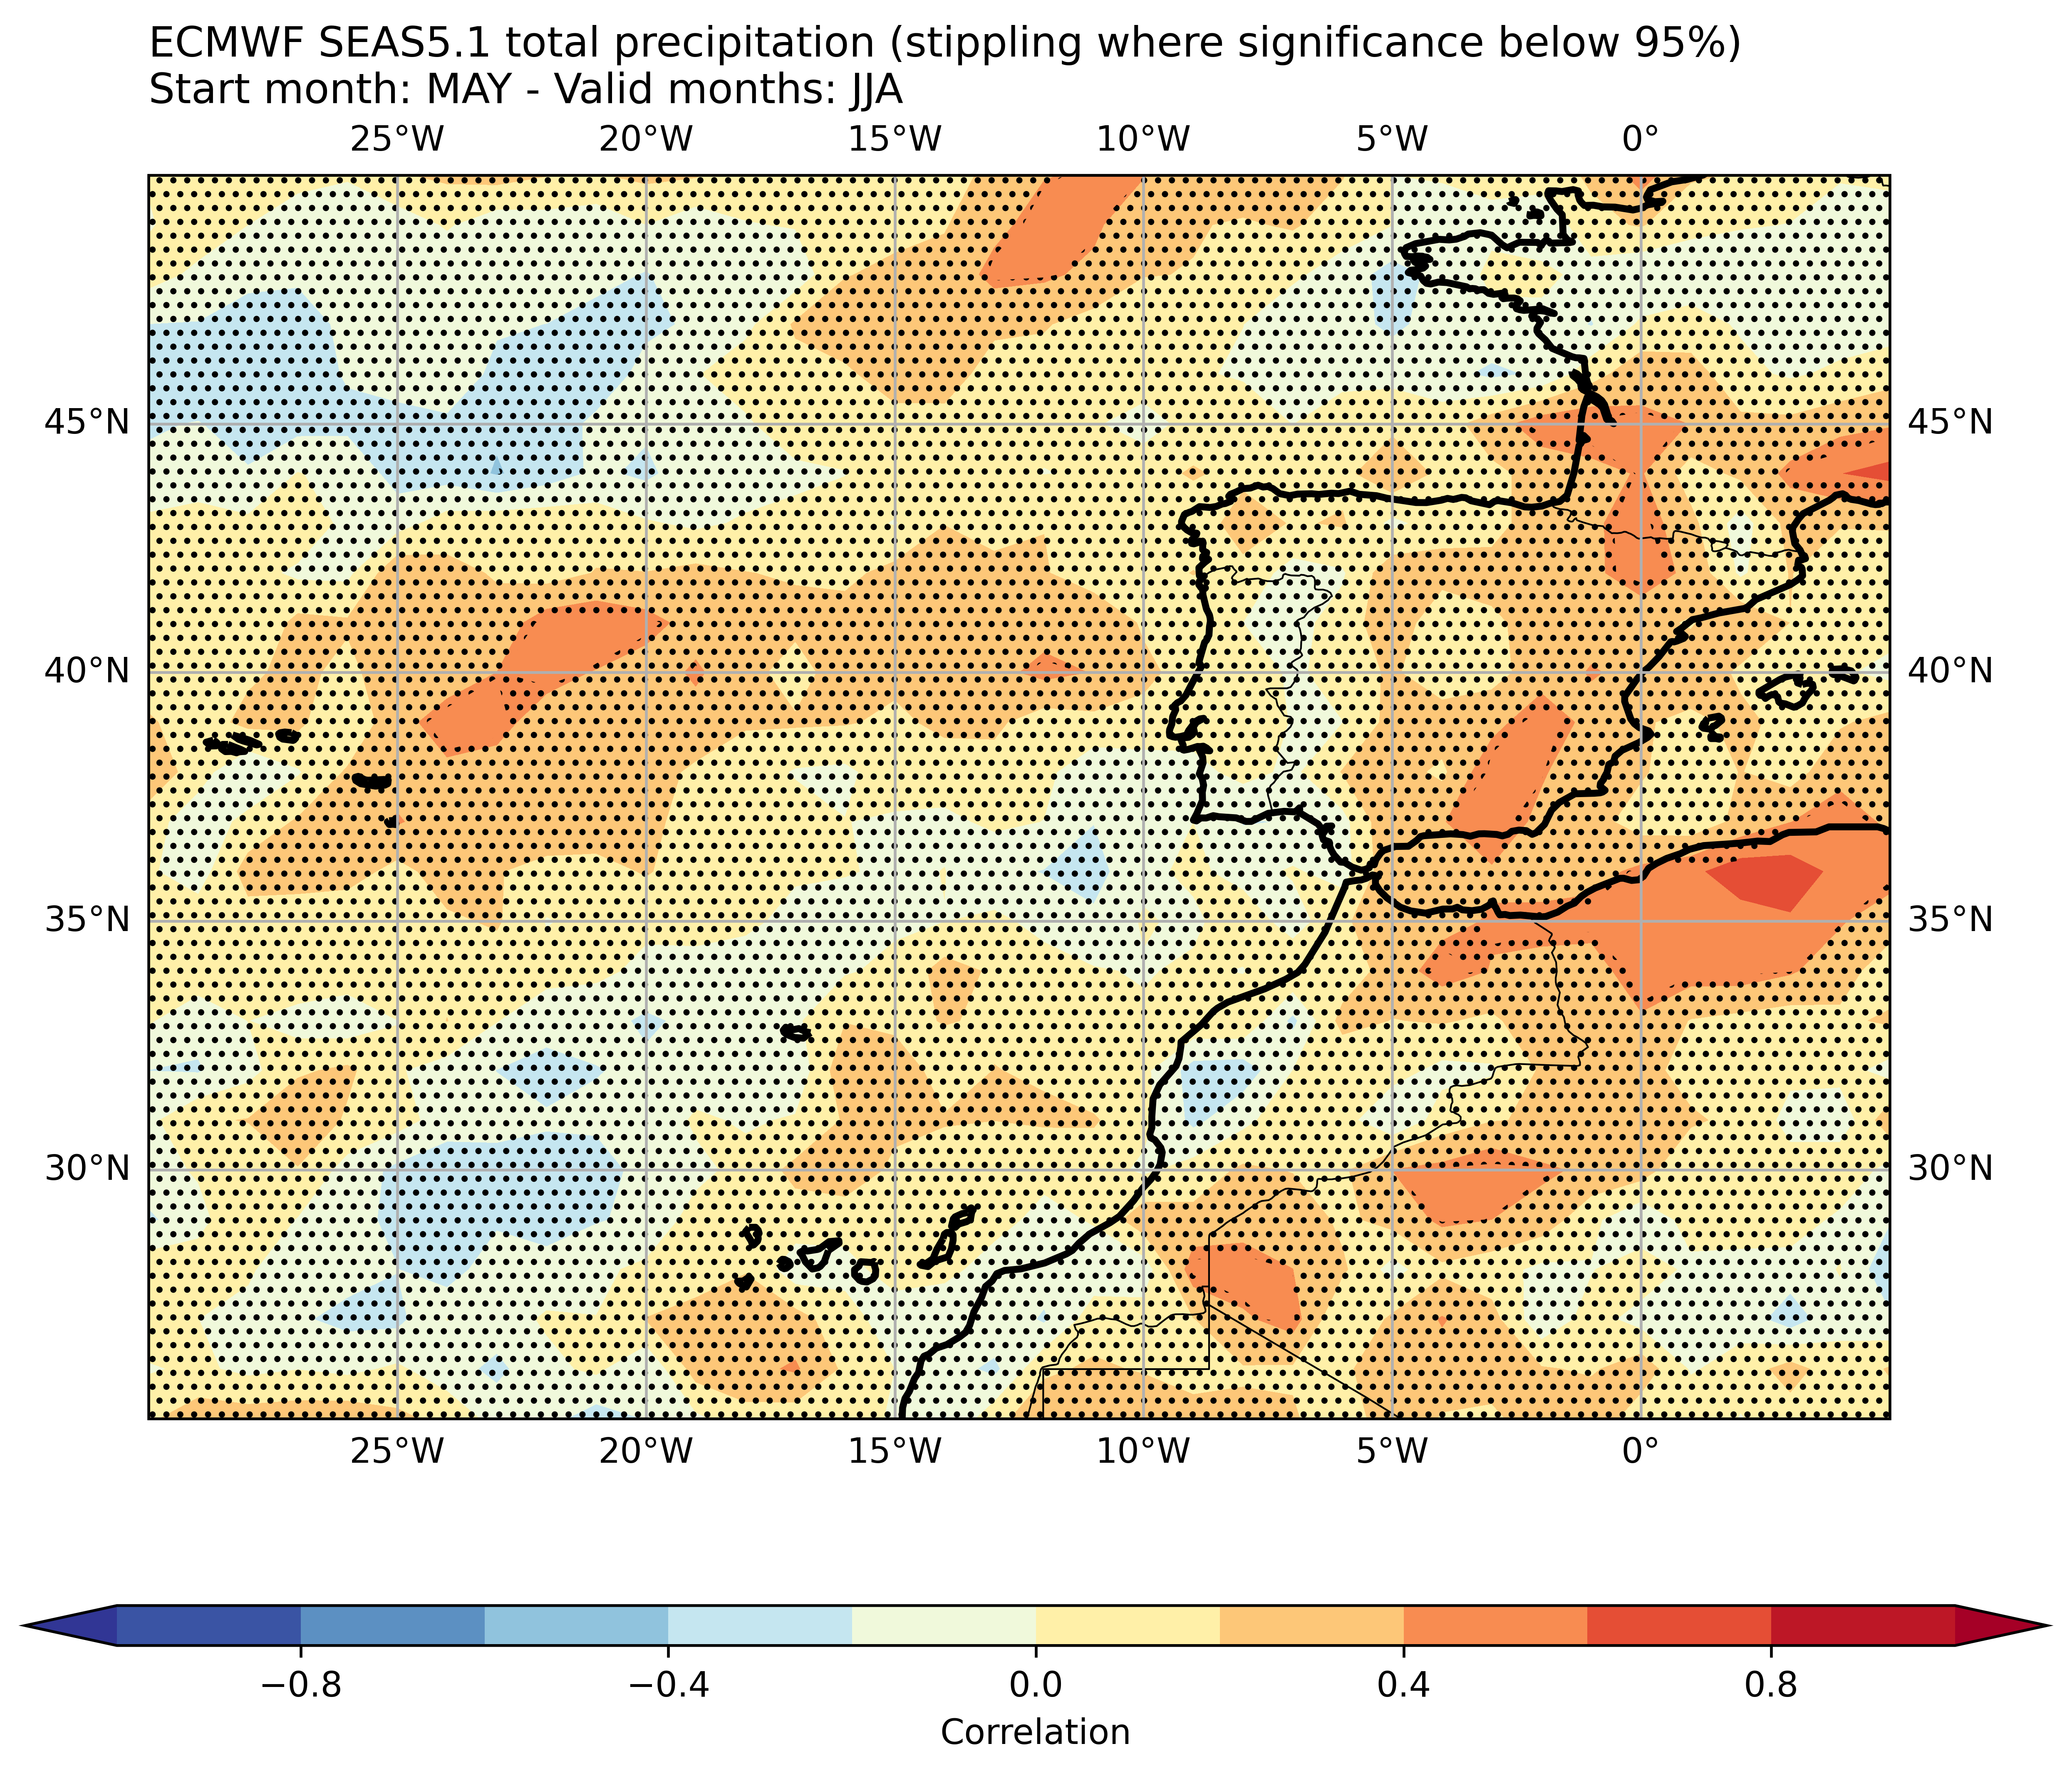 ECMWF SEAS5.1 total precipitation (stippling where significance below 95%)
Start month: MAY - Valid months: JJA
25°W 20°W 15°W 10°W 5°W 0°
45°N 45°N
40°N 40°N
35°N 35°N
30°N 30°N
25°W 20°W 15°W 10°W 5°W 0°
−0.8 −0.4 0.0 0.4 0.8
Correlation